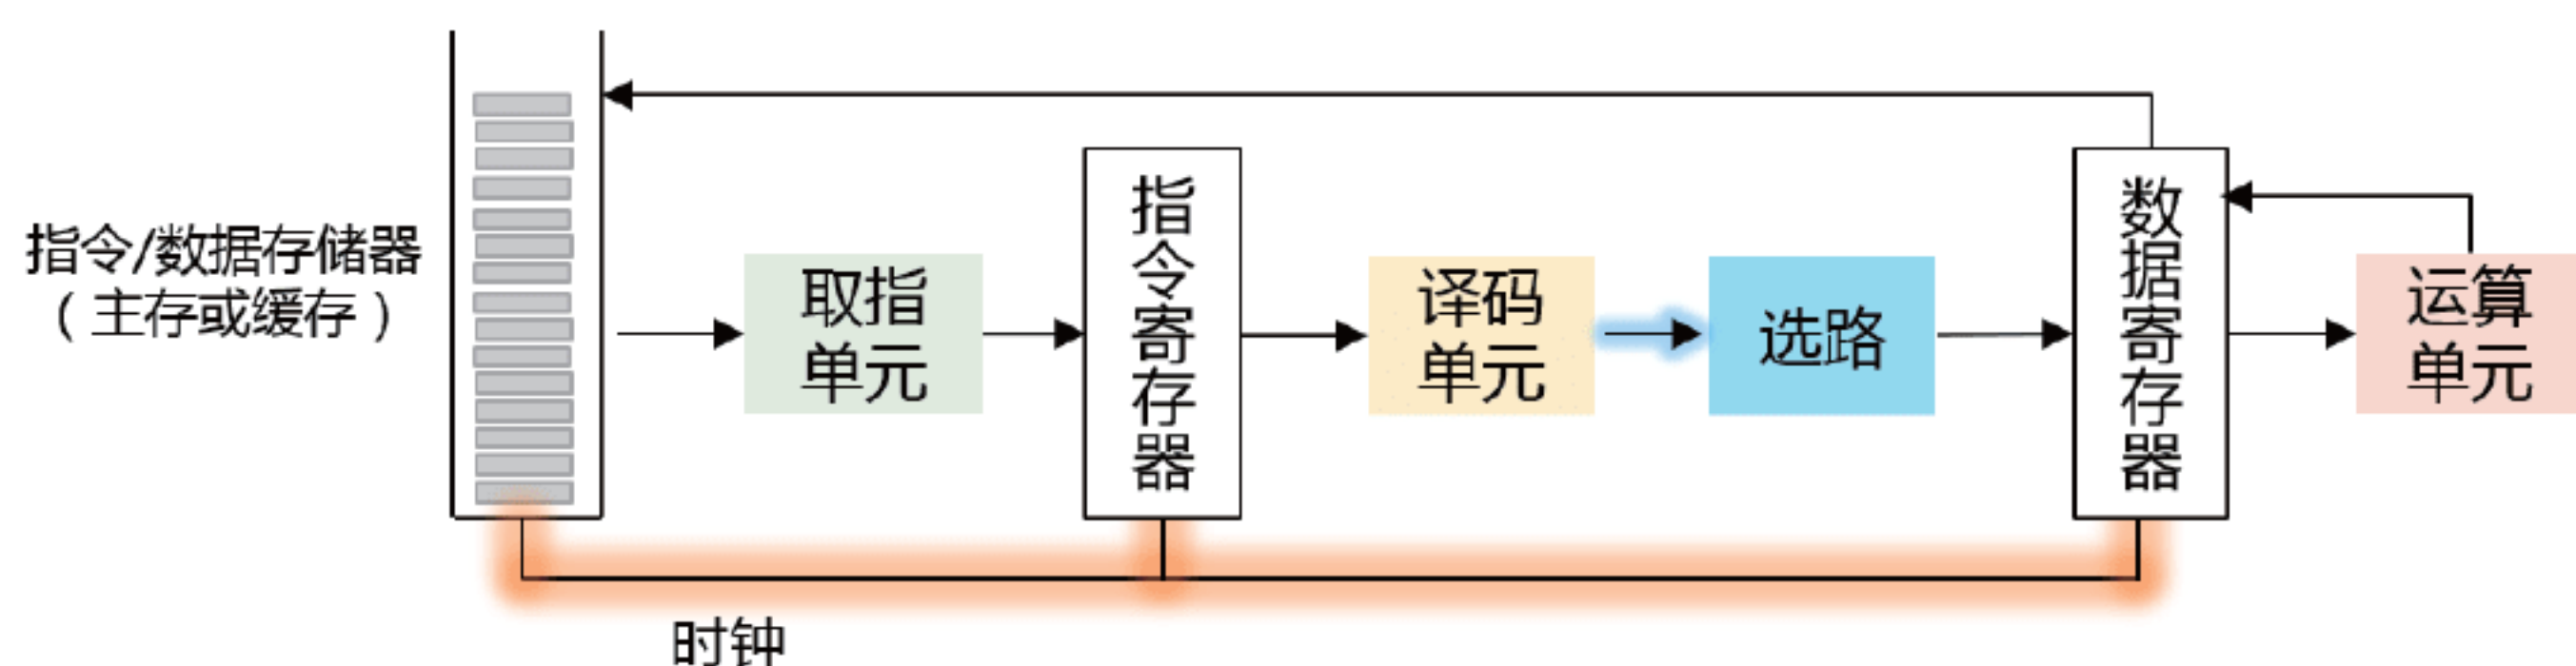 指令/数据存储器
（主存或缓存）
取指
单元
指令寄存器
译码
单元
选路
数据寄存器
运算
单元
时钟